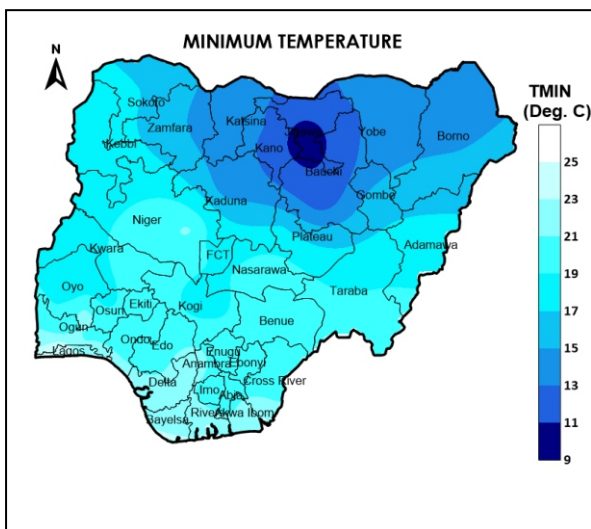 MINIMUM TEMPERATURE
N
TMIN
(Deg. C)
Sokoto
Katsina
Zamfara
Yobe
Borno
Kebbi
Kano
Bauchi
Kaduna
Gombe
Niger
Plateau
Adamawa
Kwara
FCT
Nasarawa
Oyo
Taraba
Ekiti
Osun
Kogi
Ogun
Benue
Ondo
Edo
Enugu
Lagos
Anambra
Ebonyi
Delta
Cross River
Imo
Abia
Bayelsa
Rivers
Akwa Ibom
25
23
21
19
17
15
13
11
9